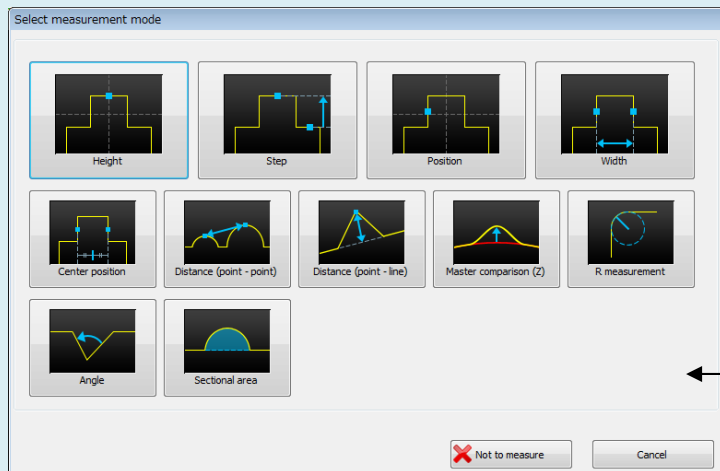 Select measurement mode
Height
Step
Position
Width
Center position
Distance (point - point)
Distance (point - line)
Master comparison (Z)
R measurement
Angle
Sectional area
Not to measure
Cancel